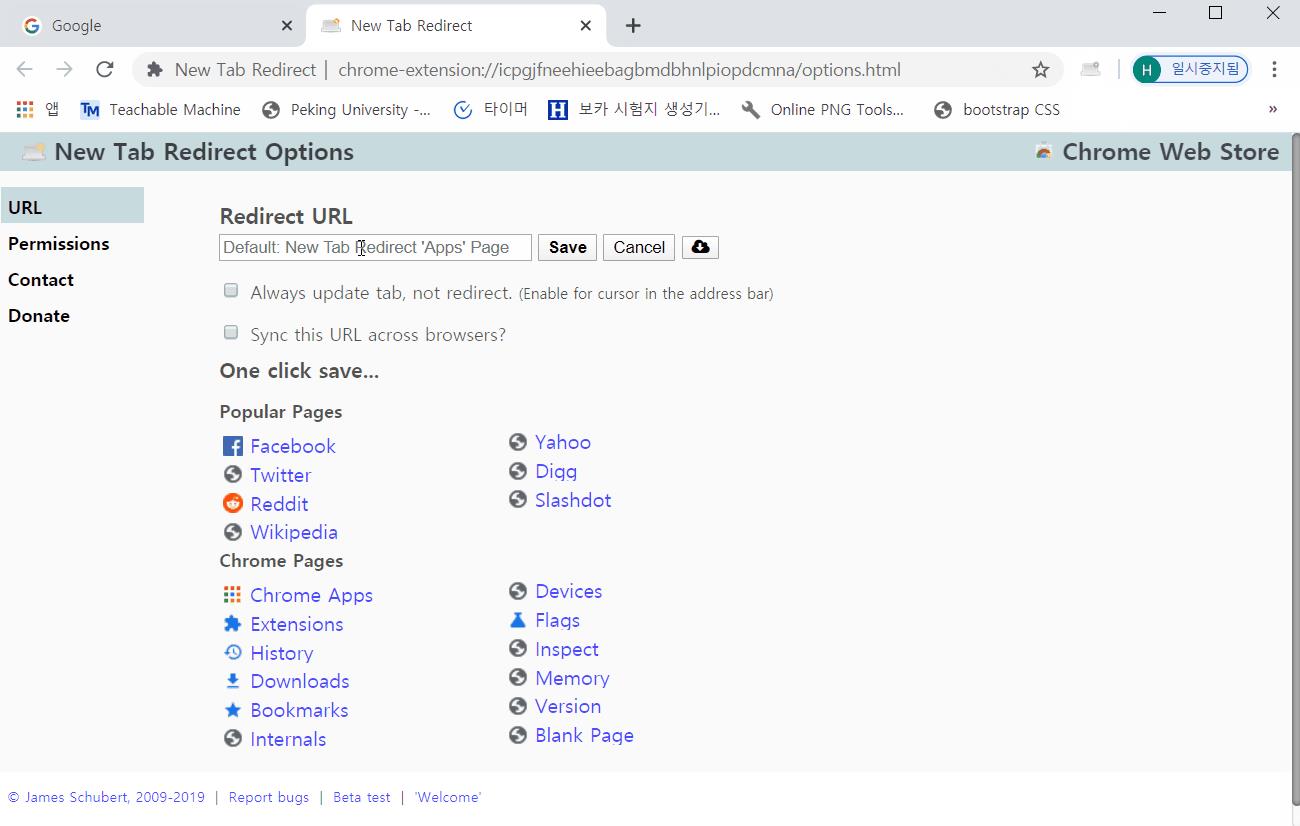 Google
New Tab Redirect
New Tab Redirect | chrome-extension://icpgjfneehieebagbmdbhnlpiopdcmna/options.html
H 일시중지됨
앱 TM Teachable Machine Peking University -... 타이머 H 보카 시험지 생성기... Online PNG Tools... bootstrap CSS »
New Tab Redirect Options Chrome Web Store
URL
Permissions
Contact
Donate
Redirect URL
Default: New Tab Redirect 'Apps' Page Save Cancel
Always update tab, not redirect. (Enable for cursor in the address bar)
Sync this URL across browsers?
One click save...
Popular Pages
Facebook
Twitter
Reddit
Wikipedia
Yahoo
Digg
Slashdot
Chrome Pages
Chrome Apps
Extensions
History
Downloads
Bookmarks
Internals
Devices
Flags
Inspect
Memory
Version
Blank Page
© James Schubert, 2009-2019 | Report bugs | Beta test | 'Welcome'